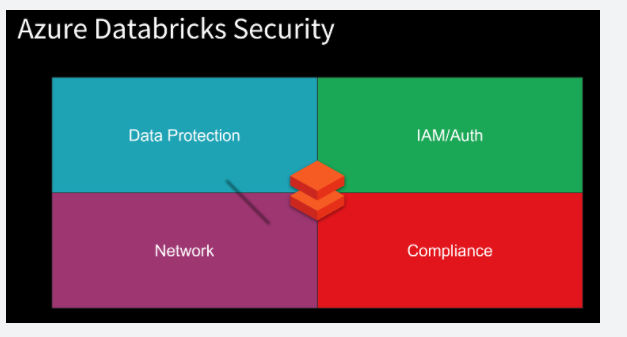 Azure Databricks Security
Data Protection
IAM/Auth
Network
Compliance